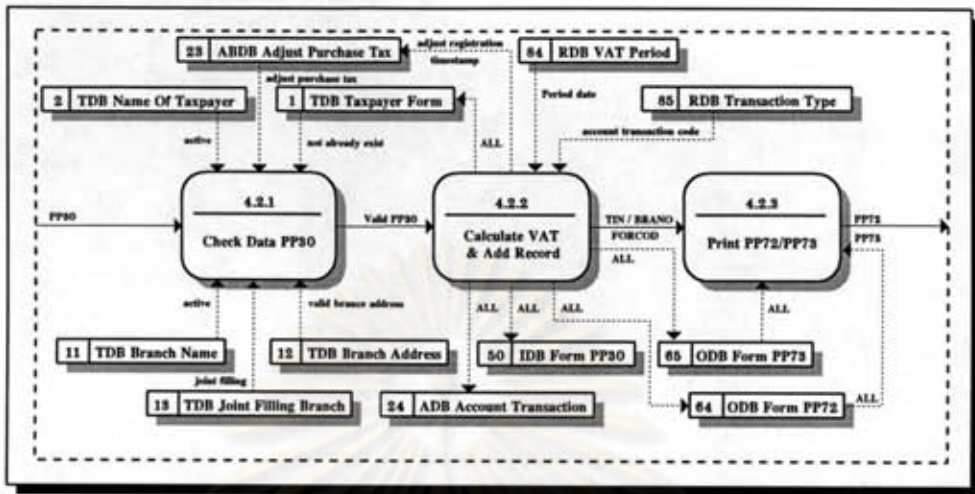 23 ABDB Adjust Purchase Tax
adjust registration
timestamp
84 RDB VAT Period
adjust purchase tax
2 TDB Name Of Taxpayer
1 TDB Taxpayer Form
Period date
85 RDB Transaction Type
active
not already exist
ALL
account transaction code
PP30
4.2.1
Check Data PP30
Valid PP30
4.2.2
Calculate VAT
& Add Record
TIN / BRANO
FORCOD
ALL
4.2.3
Print PP72/PP73
PP72
PP73
active
valid brance address
ALL
ALL
ALL
ALL
11 TDB Branch Name
12 TDB Branch Address
50 IDB Form PP30
65 ODB Form PP73
joint filling
13 TDB Joint Filling Branch
24 ADB Account Transaction
64 ODB Form PP72
ALL